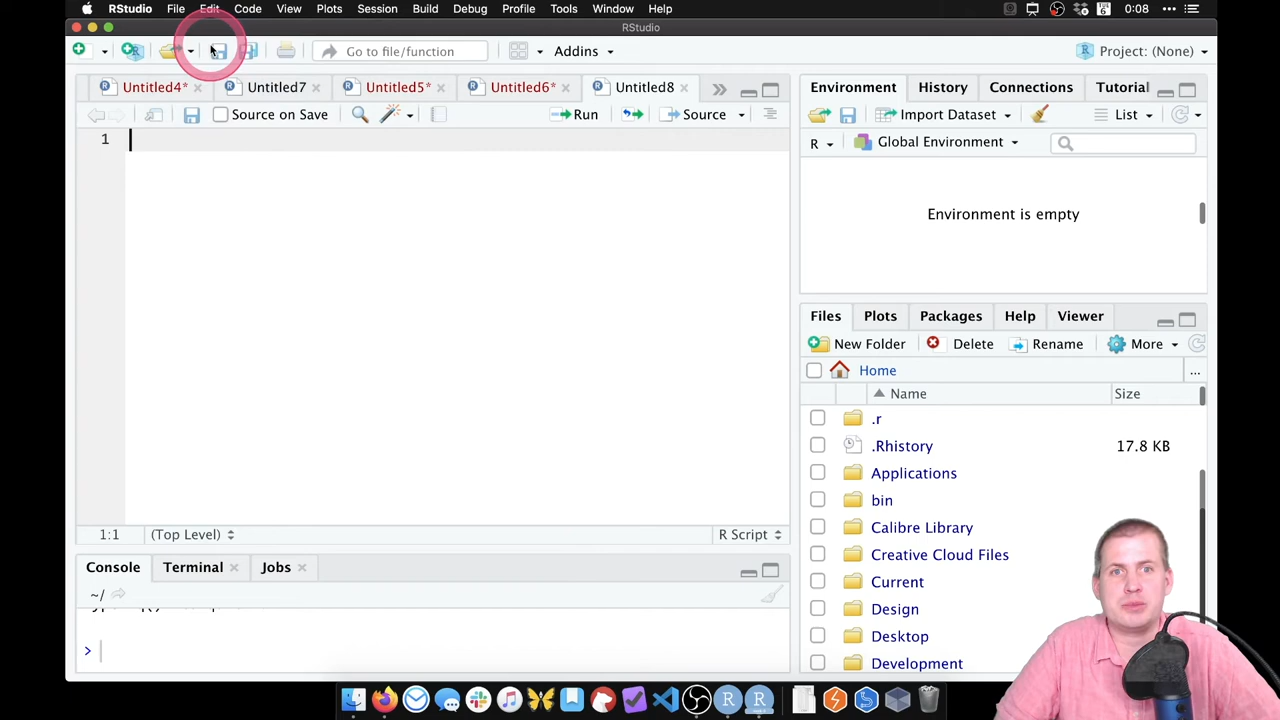 RStudio File Edit Code View Plots Session Build Debug Profile Tools Window Help 6 0:08
RStudio
Go to file/function Addins Project: (None)
Untitled4* Untitled7 Untitled5* Untitled6* Untitled8
Source on Save Run Source
1
1:1 (Top Level) R Script
Console Terminal Jobs
~/
>
Environment History Connections Tutorial
Import Dataset List
R Global Environment
Environment is empty
Files Plots Packages Help Viewer
New Folder Delete Rename More
Home ...
Name Size
.r
.Rhistory 17.8 KB
Applications
bin
Calibre Library
Creative Cloud Files
Current
Design
Desktop
Development